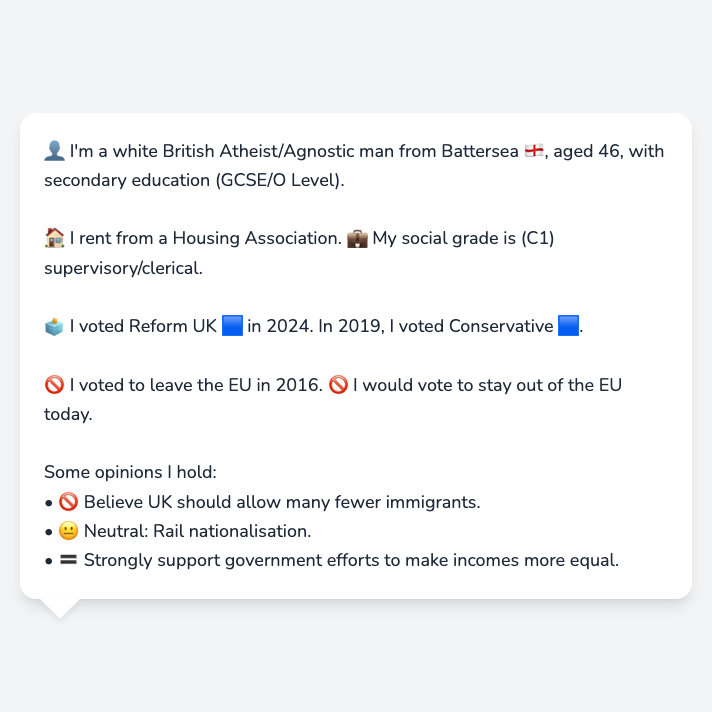 👤 I'm a white British Atheist/Agnostic man from Battersea 🏴󠁧󠁢󠁥󠁮󠁧󠁿, aged 46, with
secondary education (GCSE/O Level).
🏠 I rent from a Housing Association. 💼 My social grade is (C1)
supervisory/clerical.
🗳️ I voted Reform UK 🟦 in 2024. In 2019, I voted Conservative 🟦.
🚫 I voted to leave the EU in 2016. 🚫 I would vote to stay out of the EU
today.
Some opinions I hold:
• 🚫 Believe UK should allow many fewer immigrants.
• 😐 Neutral: Rail nationalisation.
• 🟰 Strongly support government efforts to make incomes more equal.